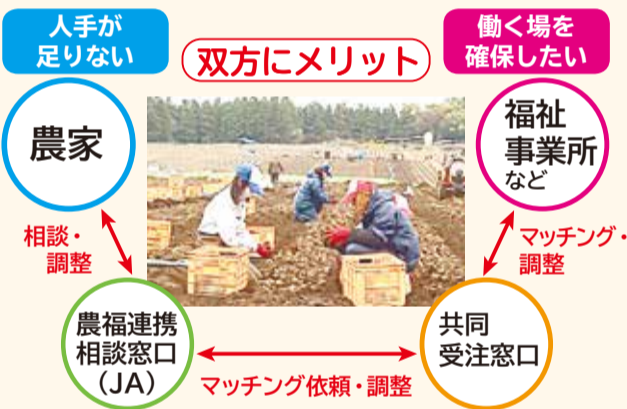 人手が
足りない
双方にメリット
働く場を
確保したい
農家
福祉
事業所
など
相談・
調整
マッチング・
調整
農福連携
相談窓口
（JA）
共同
受注窓口
マッチング依頼・調整